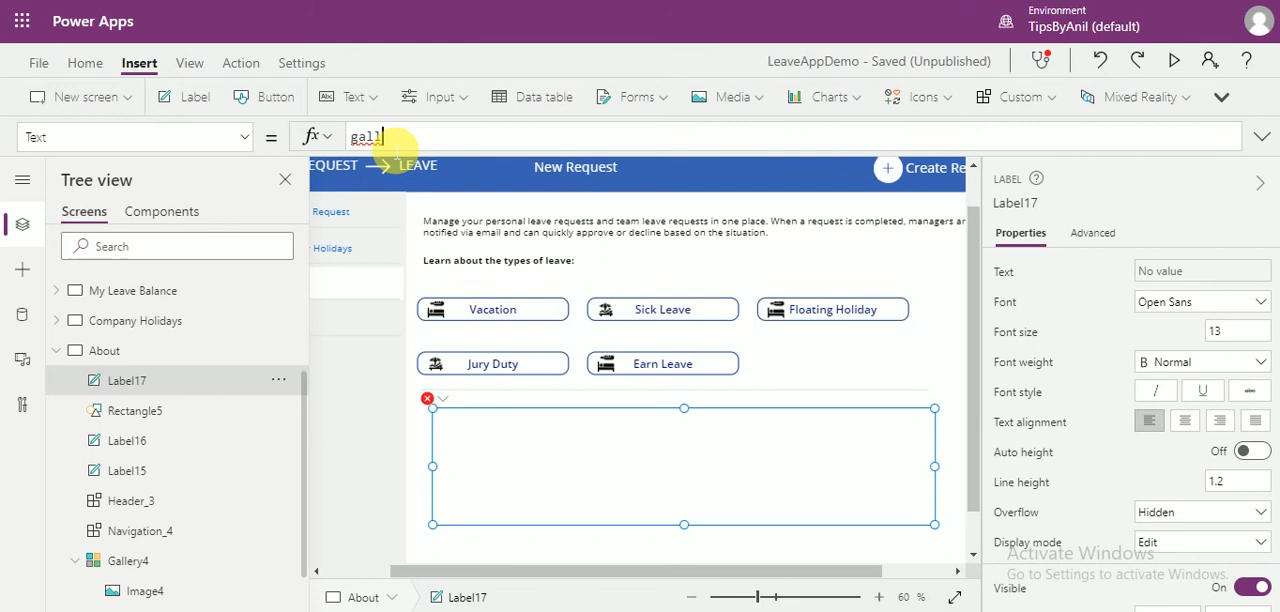 Power Apps
Environment
TipsByAnil (default)
File Home Insert View Action Settings
LeaveAppDemo - Saved (Unpublished)
New screen Label Button Text Input Data table Forms Media Charts Icons Custom Mixed Reality
Text = fx gall
Tree view
Screens Components
Search
My Leave Balance
Company Holidays
About
Label17
Rectangle5
Label16
Label15
Header_3
Navigation_4
Gallery4
Image4
EQUEST LEAVE New Request Create Re
Request
Holidays
Manage your personal leave requests and team leave requests in one place. When a request is completed, managers ar
notified via email and can quickly approve or decline based on the situation.
Learn about the types of leave:
Vacation Sick Leave Floating Holiday
Jury Duty Earn Leave
About Label17 60 %
LABEL
Label17
Properties Advanced
Text No value
Font Open Sans
Font size 13
Font weight B Normal
Font style
Text alignment
Auto height Off
Line height 1.2
Overflow Hidden
Display mode Edit
Activate Windows
Go to Settings to activate Windows.
Visible On